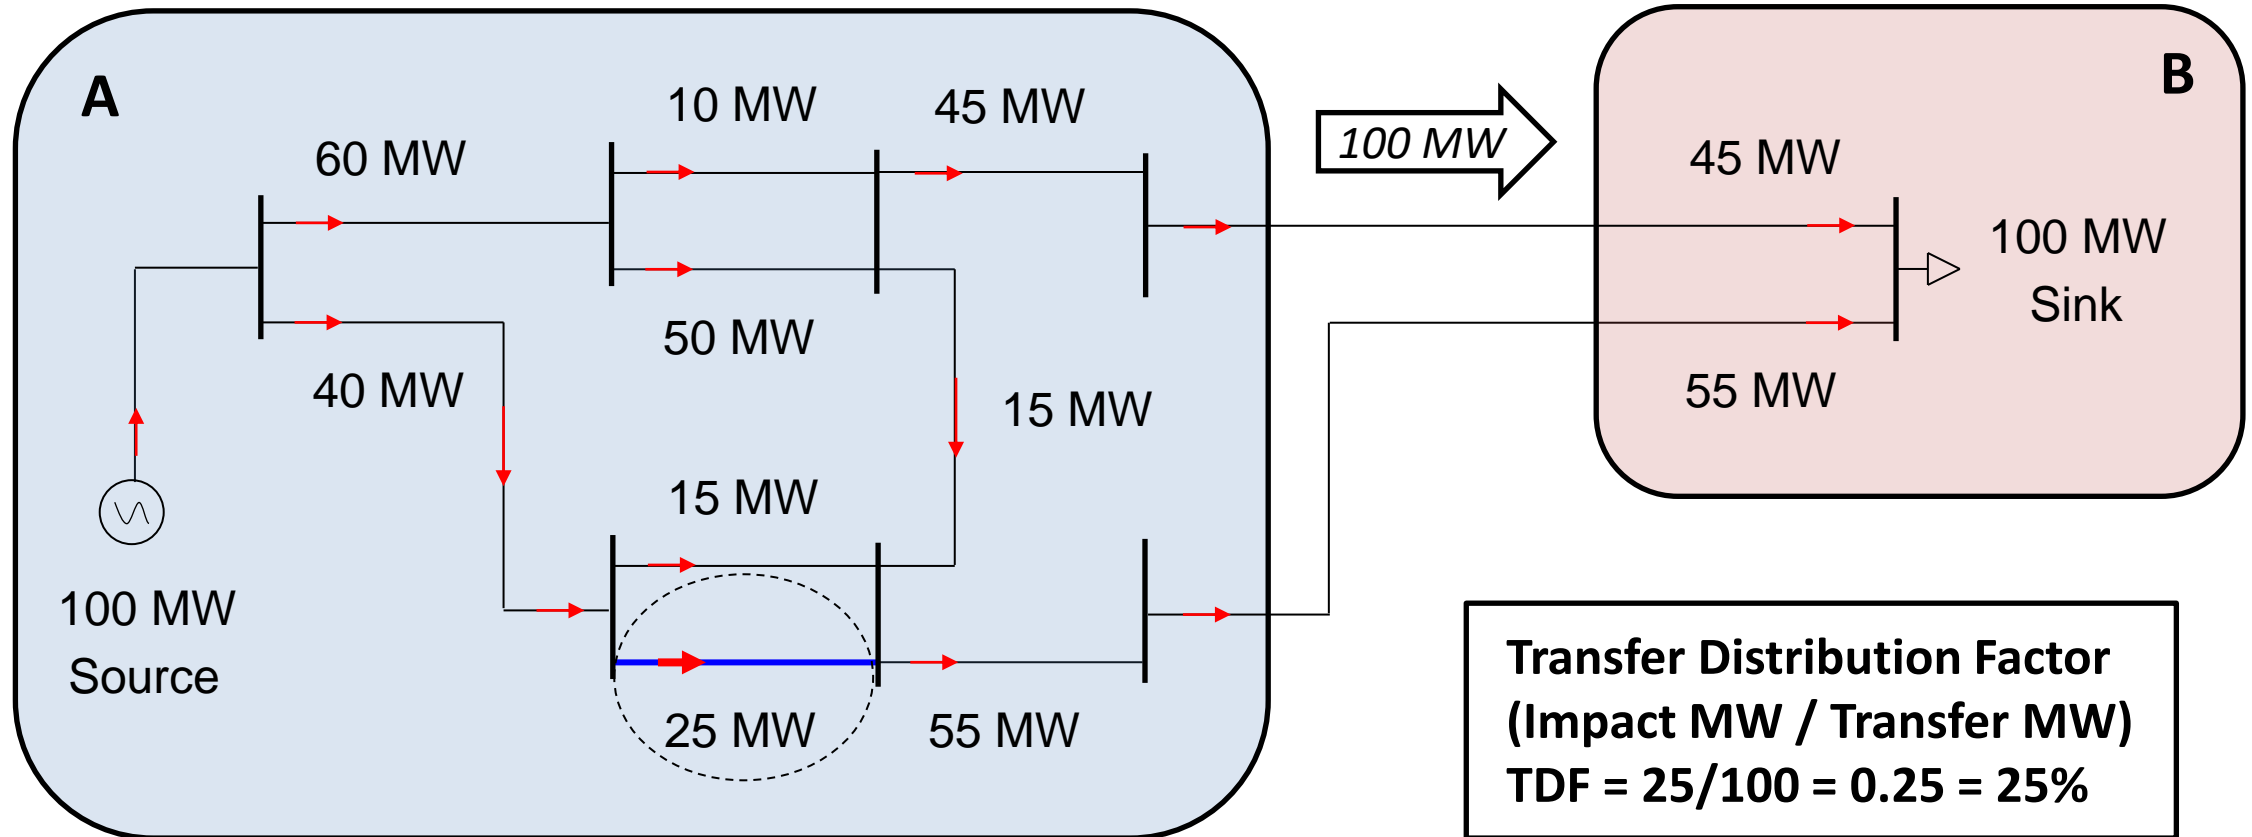 A
B
10 MW
45 MW
100 MW
60 MW
45 MW
100 MW
Sink
50 MW
40 MW
15 MW
55 MW
15 MW
100 MW
Source
25 MW
55 MW
Transfer Distribution Factor
(Impact MW / Transfer MW)
TDF = 25/100 = 0.25 = 25%